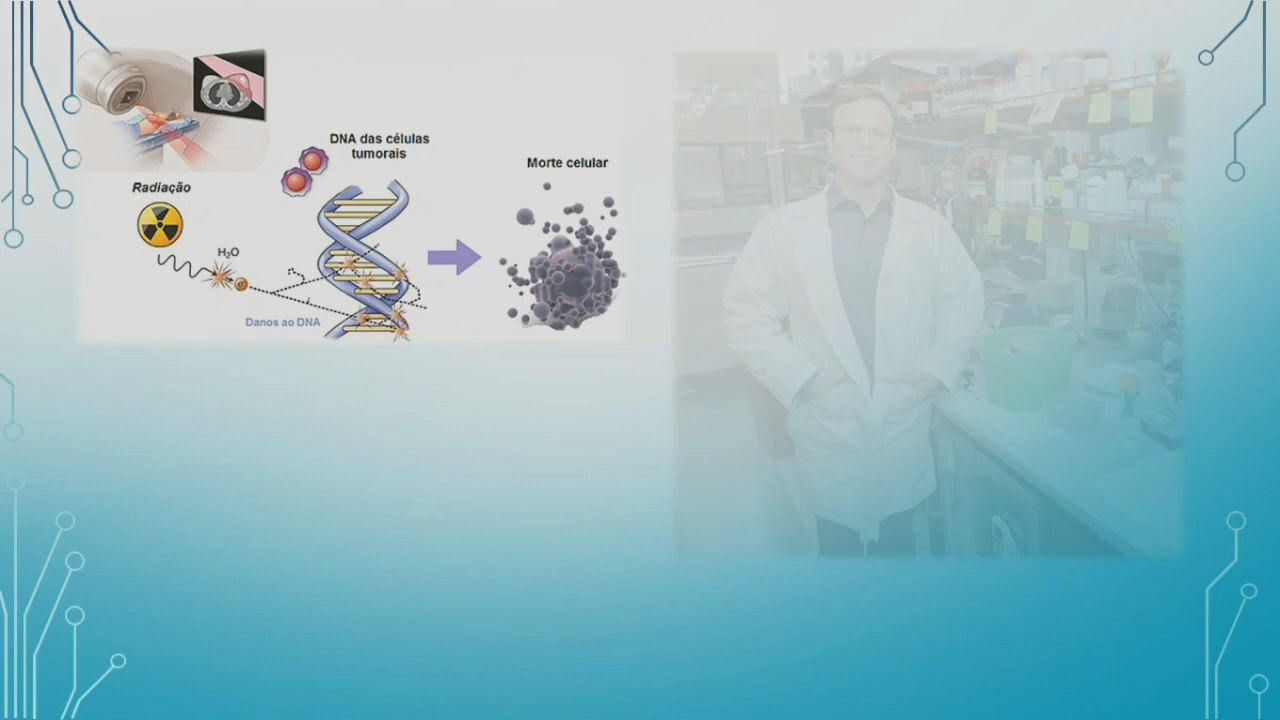 DNA das células
tumorais
Morte celular
Radiação
H₂O
Danos ao DNA